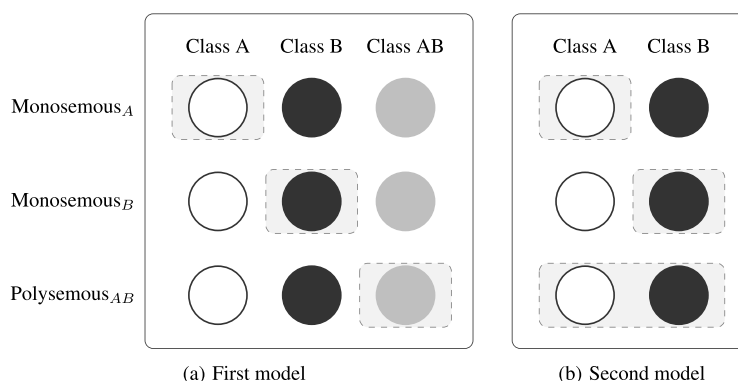 Class A Class B Class AB Class A Class B
Monosemous_A
Monosemous_B
Polysemous_AB
(a) First model (b) Second model